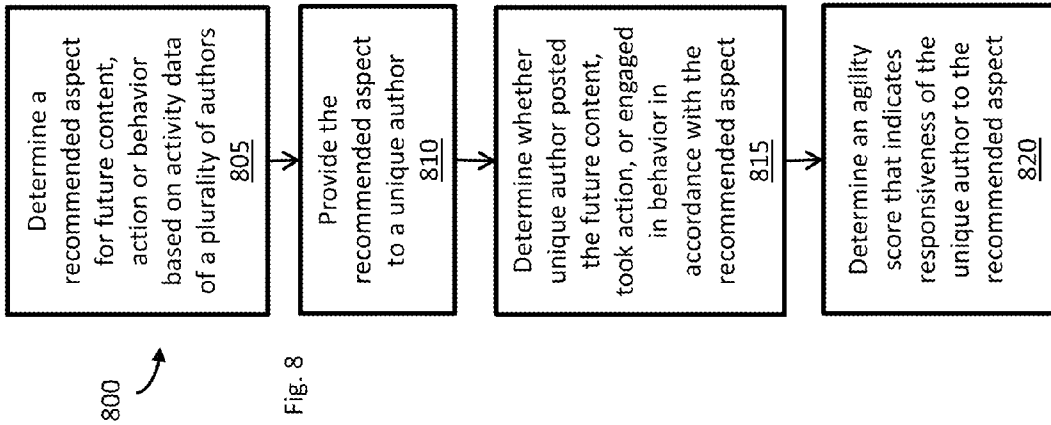 800
Determine a
recommended aspect
for future content,
action or behavior
based on activity data
of a plurality of authors
805
Provide the
recommended aspect
to a unique author
810
Determine whether
unique author posted
the future content,
took action, or engaged
in behavior in
accordance with the
recommended aspect
815
Determine an agility
score that indicates
responsiveness of the
unique author to the
recommended aspect
820
Fig. 8